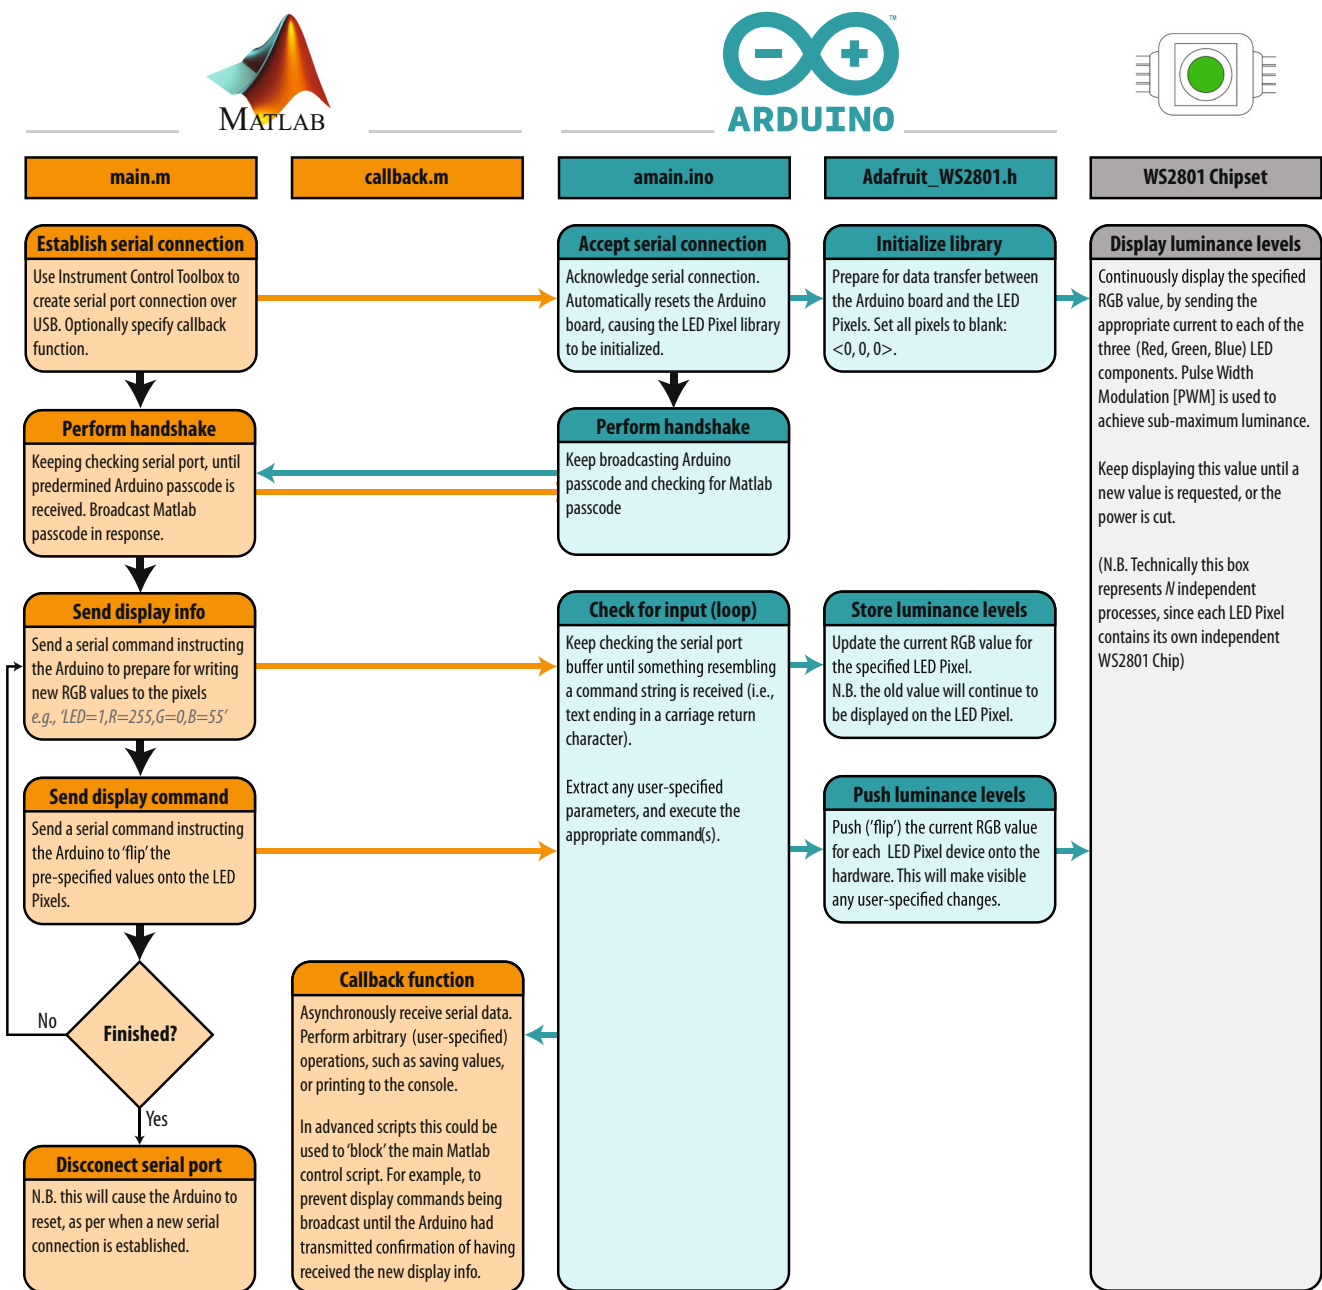 MATLAB
ARDUINO
TM
main.m
callback.m
amain.ino
Adafruit_WS2801.h
WS2801 Chipset
Establish serial connection
Use Instrument Control Toolbox to
create serial port connection over
USB. Optionally specify callback
function.
Accept serial connection
Acknowledge serial connection.
Automatically resets the Arduino
board, causing the LED Pixel library
to be initialized.
Initialize library
Prepare for data transfer between
the Arduino board and the LED
Pixels. Set all pixels to blank:
<0, 0, 0>.
Display luminance levels
Continuously display the specified
RGB value, by sending the
appropriate current to each of the
three (Red, Green, Blue) LED
components. Pulse Width
Modulation [PWM] is used to
achieve sub-maximum luminance.
Keep displaying this value until a
new value is requested, or the
power is cut.
(N.B. Technically this box
represents N independent
processes, since each LED Pixel
contains its own independent
WS2801 Chip)
Perform handshake
Keeping checking serial port, until
predermined Arduino passcode is
received. Broadcast Matlab
passcode in response.
Perform handshake
Keep broadcasting Arduino
passcode and checking for Matlab
passcode
Send display info
Send a serial command instructing
the Arduino to prepare for writing
new RGB values to the pixels
e.g., 'LED=1,R=255,G=0,B=55'
Check for input (loop)
Keep checking the serial port
buffer until something resembling
a command string is received (i.e.,
text ending in a carriage return
character).
Extract any user-specified
parameters, and execute the
appropriate command(s).
Store luminance levels
Update the current RGB value for
the specified LED Pixel.
N.B. the old value will continue to
be displayed on the LED Pixel.
Send display command
Send a serial command instructing
the Arduino to 'flip' the
pre-specified values onto the LED
Pixels.
Push luminance levels
Push ('flip') the current RGB value
for each LED Pixel device onto the
hardware. This will make visible
any user-specified changes.
Finished?
No
Yes
Callback function
Asynchronously receive serial data.
Perform arbitrary (user-specified)
operations, such as saving values,
or printing to the console.
In advanced scripts this could be
used to 'block' the main Matlab
control script. For example, to
prevent display commands being
broadcast until the Arduino had
transmitted confirmation of having
received the new display info.
Discconect serial port
N.B. this will cause the Arduino to
reset, as per when a new serial
connection is established.